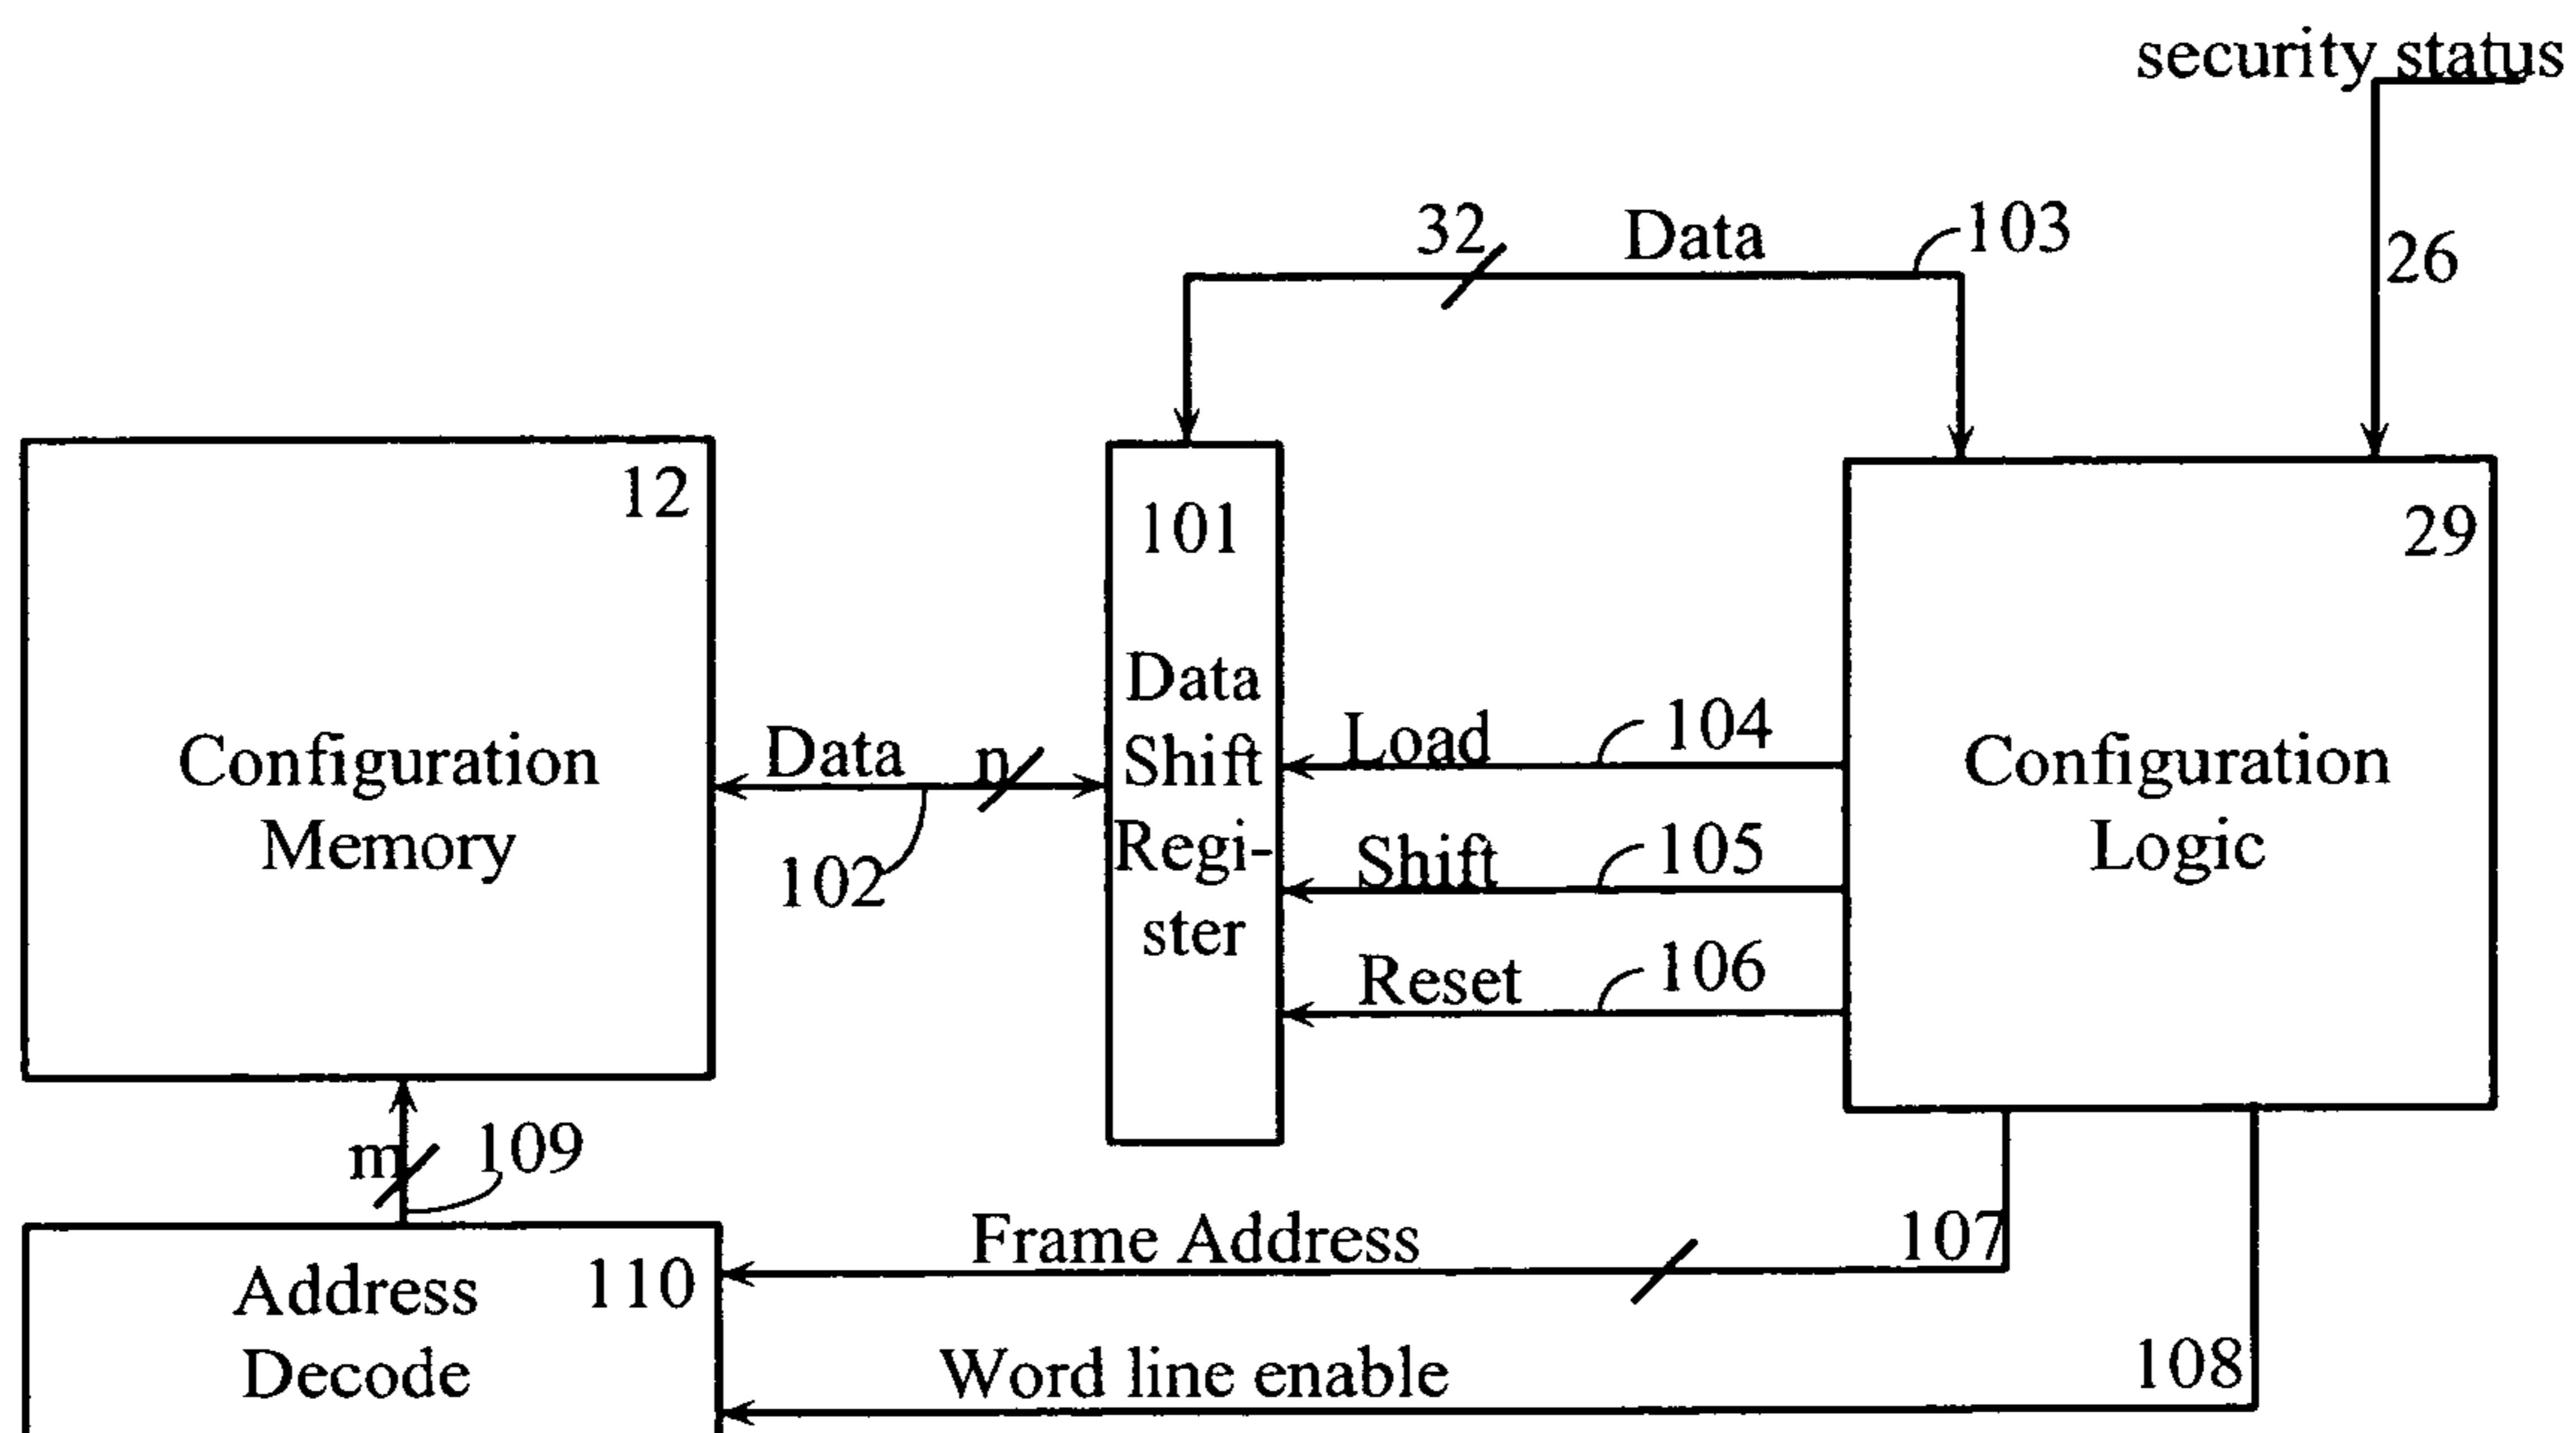 security status
26
32
Data
103
12
Configuration
Memory
Data
n
102
101
Data
Shift
Regi-
ster
Load
104
Shift
105
Reset
106
29
Configuration
Logic
m
109
Address
Decode
110
Frame Address
107
Word line enable
108